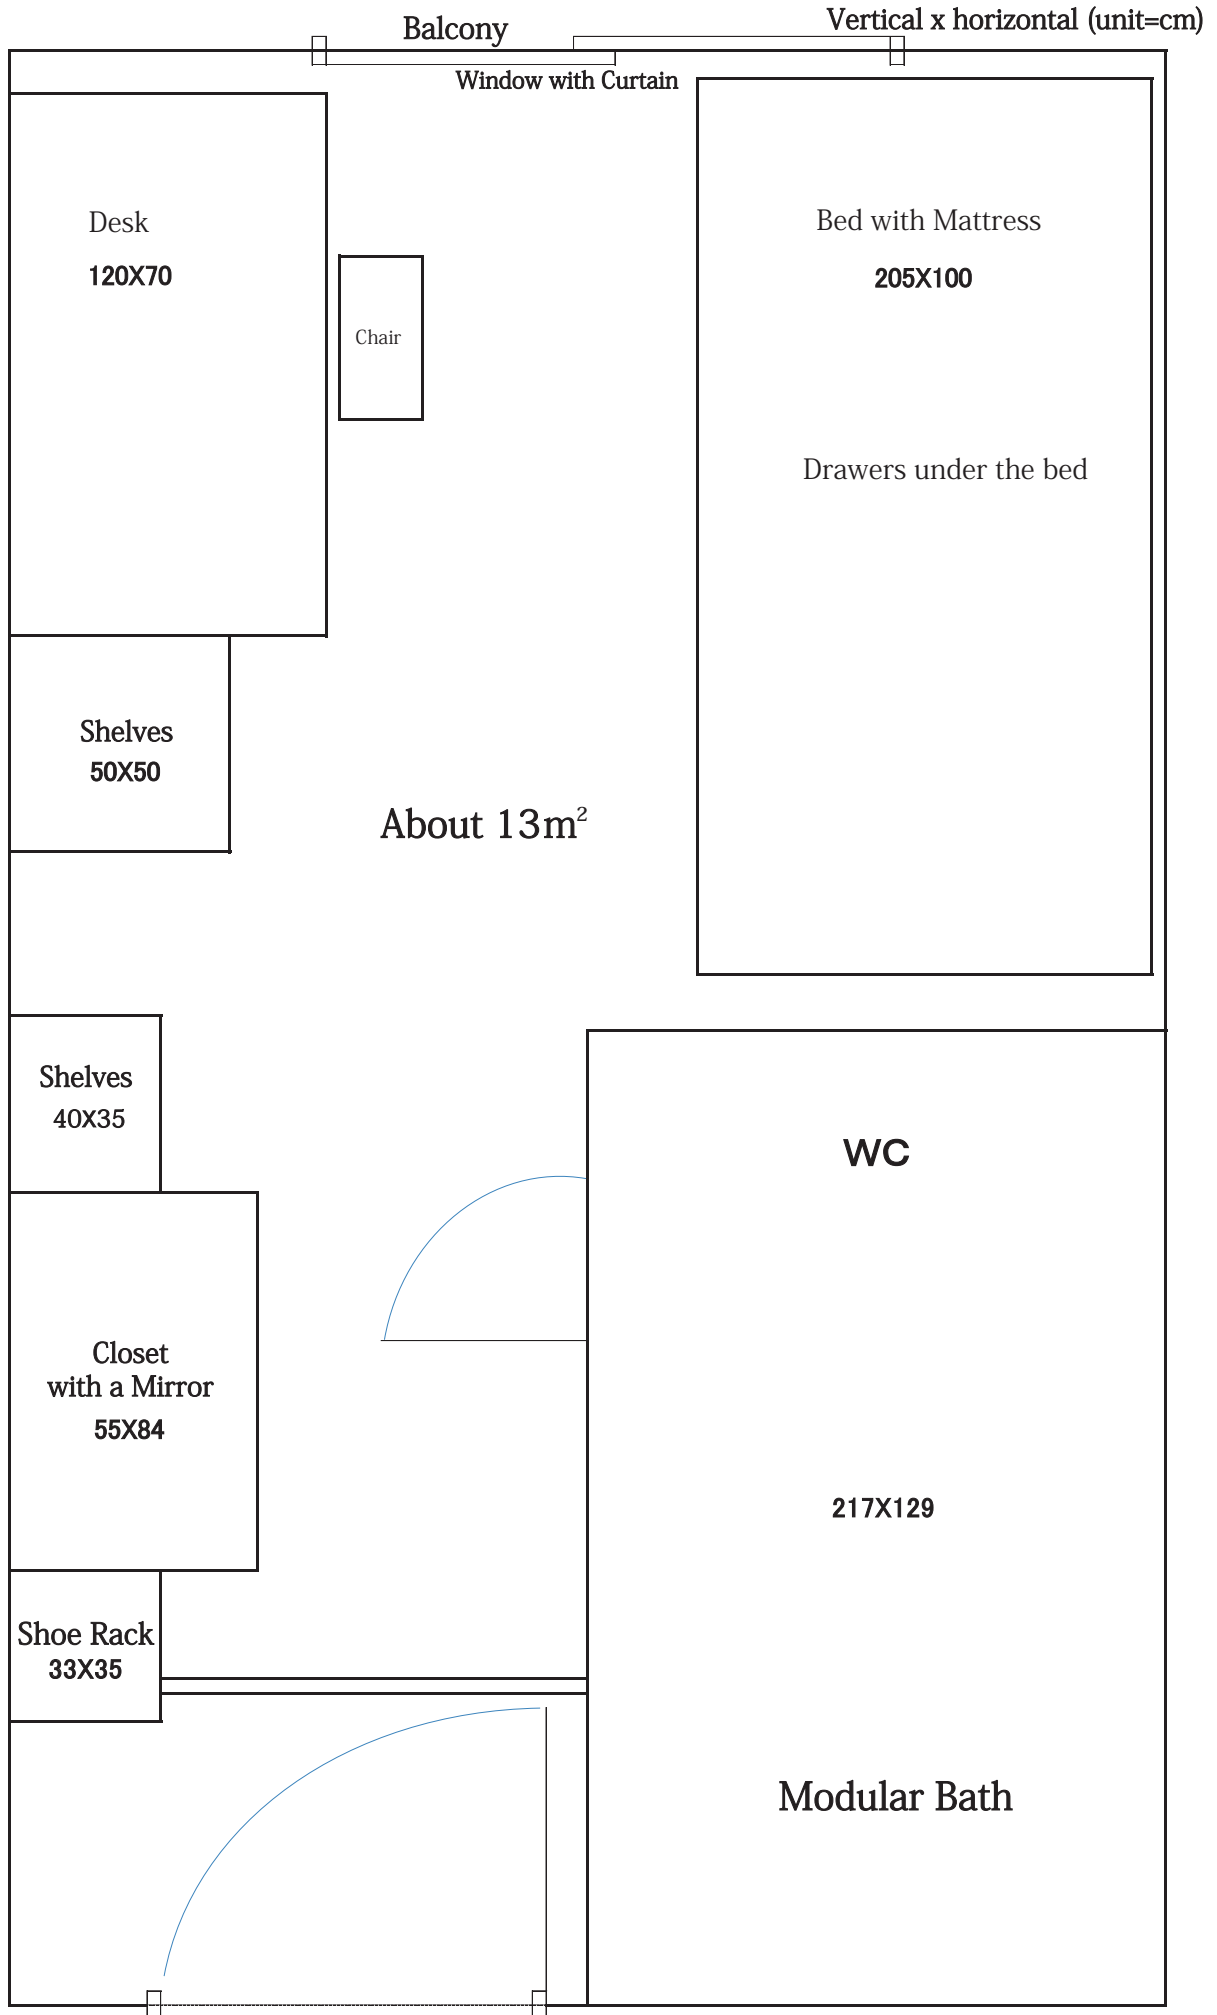 Vertical x horizontal (unit=cm)
Balcony
Window with Curtain
Desk
120X70
Bed with Mattress
205X100
Chair
Drawers under the bed
Shelves
50X50
About 13m²
Shelves
40X35
WC
Closet
with a Mirror
55X84
217X129
Shoe Rack
33X35
Modular Bath